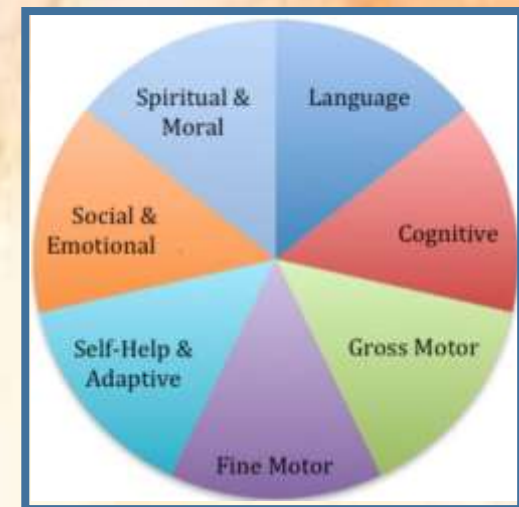 Language
Cognitive
Gross Motor
Fine Motor
Self-Help &
Adaptive
Social &
Emotional
Spiritual &
Moral